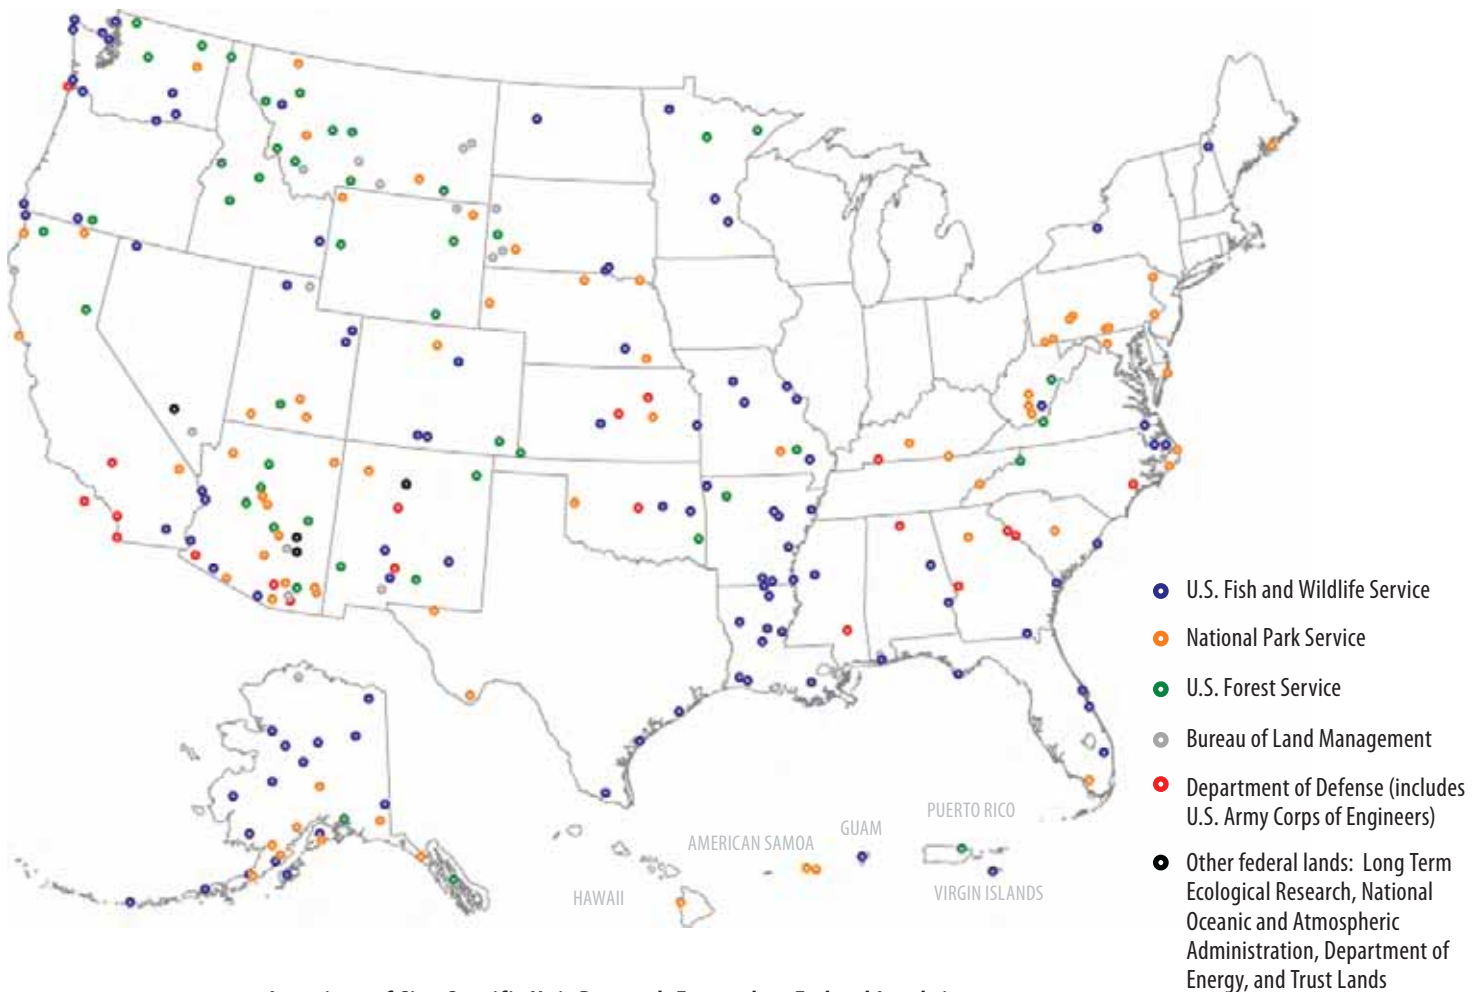 PUERTO RICO
GUAM
AMERICAN SAMOA
HAWAII
VIRGIN ISLANDS
U.S. Fish and Wildlife Service
National Park Service
U.S. Forest Service
Bureau of Land Management
Department of Defense (includes
U.S. Army Corps of Engineers)
Other federal lands: Long Term
Ecological Research, National
Oceanic and Atmospheric
Administration, Department of
Energy, and Trust Lands